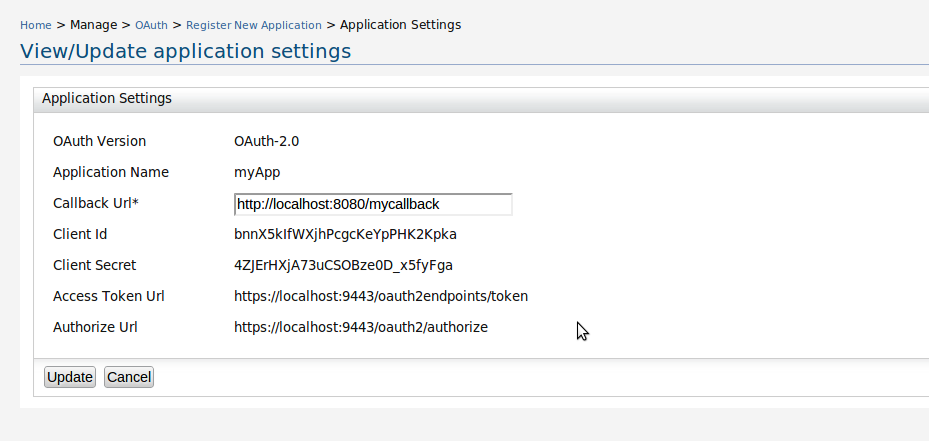 Home > Manage > OAuth > Register New Application > Application Settings
View/Update application settings
Application Settings
OAuth Version OAuth-2.0
Application Name myApp
Callback Url* http://localhost:8080/mycallback
Client Id bnnX5kIfWXjhPcgcKeYpPHK2Kpka
Client Secret 4ZJErHXjA73uCSOBze0D_x5fyFga
Access Token Url https://localhost:9443/oauth2endpoints/token
Authorize Url https://localhost:9443/oauth2/authorize
Update Cancel